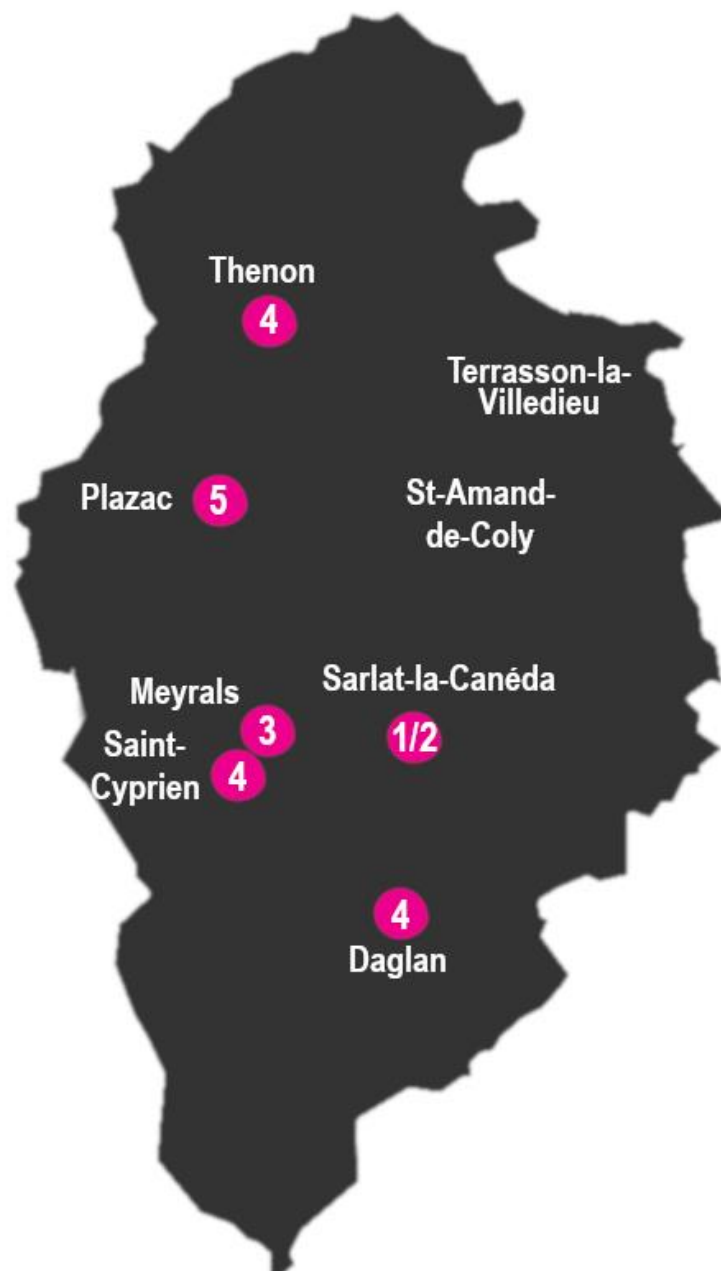 Thenon
4
Terrasson-la-
Villedieu
Plazac
5
St-Amand-
de-Coly
Meyrals
3
Sarlat-la-Canéda
1/2
Saint-
Cyprien
4
4
Daglan